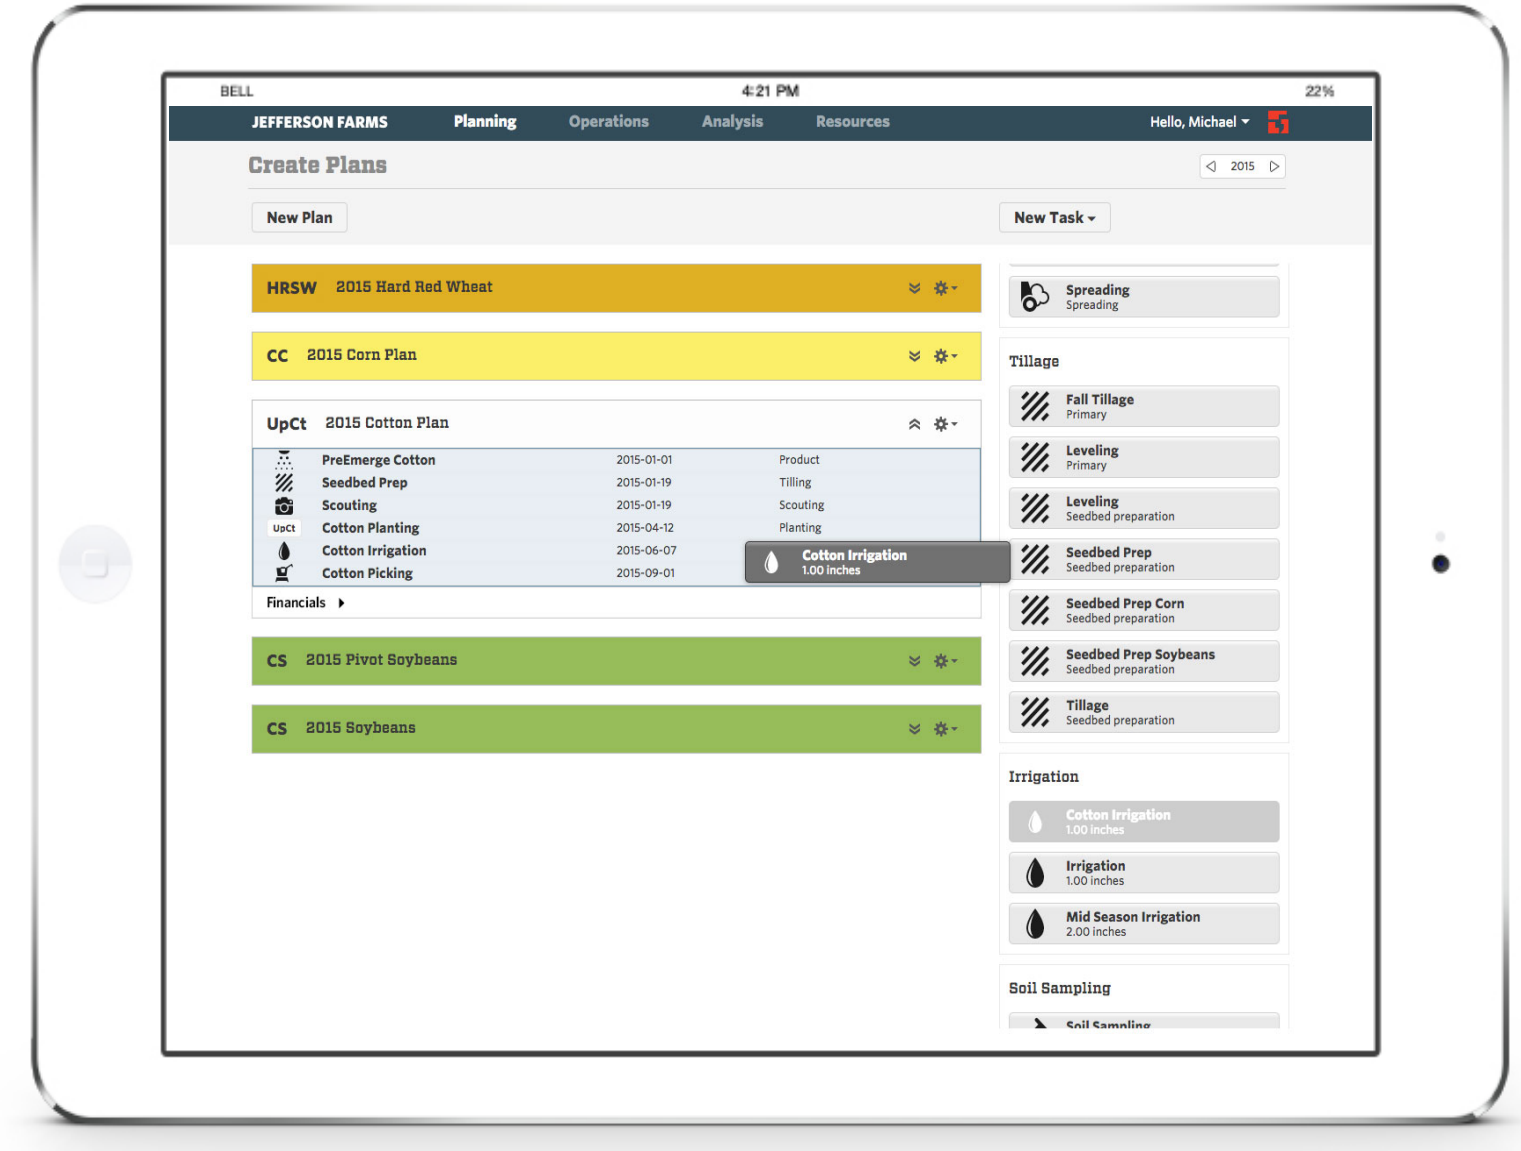 BELL 4:21 PM 22%
JEFFERSON FARMS Planning Operations Analysis Resources Hello, Michael
Create Plans 2015
New Plan New Task
HRSW 2015 Hard Red Wheat
CC 2015 Corn Plan
UpCt 2015 Cotton Plan
PreEmerge Cotton 2015-01-01 Product
Seedbed Prep 2015-01-19 Tilling
Scouting 2015-01-19 Scouting
UpCt Cotton Planting 2015-04-12 Planting
Cotton Irrigation 2015-06-07
Cotton Picking 2015-09-01
Cotton Irrigation
1.00 inches
Financials
CS 2015 Pivot Soybeans
CS 2015 Soybeans
Spreading
Spreading
Tillage
Fall Tillage
Primary
Leveling
Primary
Leveling
Seedbed preparation
Seedbed Prep
Seedbed preparation
Seedbed Prep Corn
Seedbed preparation
Seedbed Prep Soybeans
Seedbed preparation
Tillage
Seedbed preparation
Irrigation
Cotton Irrigation
1.00 inches
Irrigation
1.00 inches
Mid Season Irrigation
2.00 inches
Soil Sampling
Soil Sampling